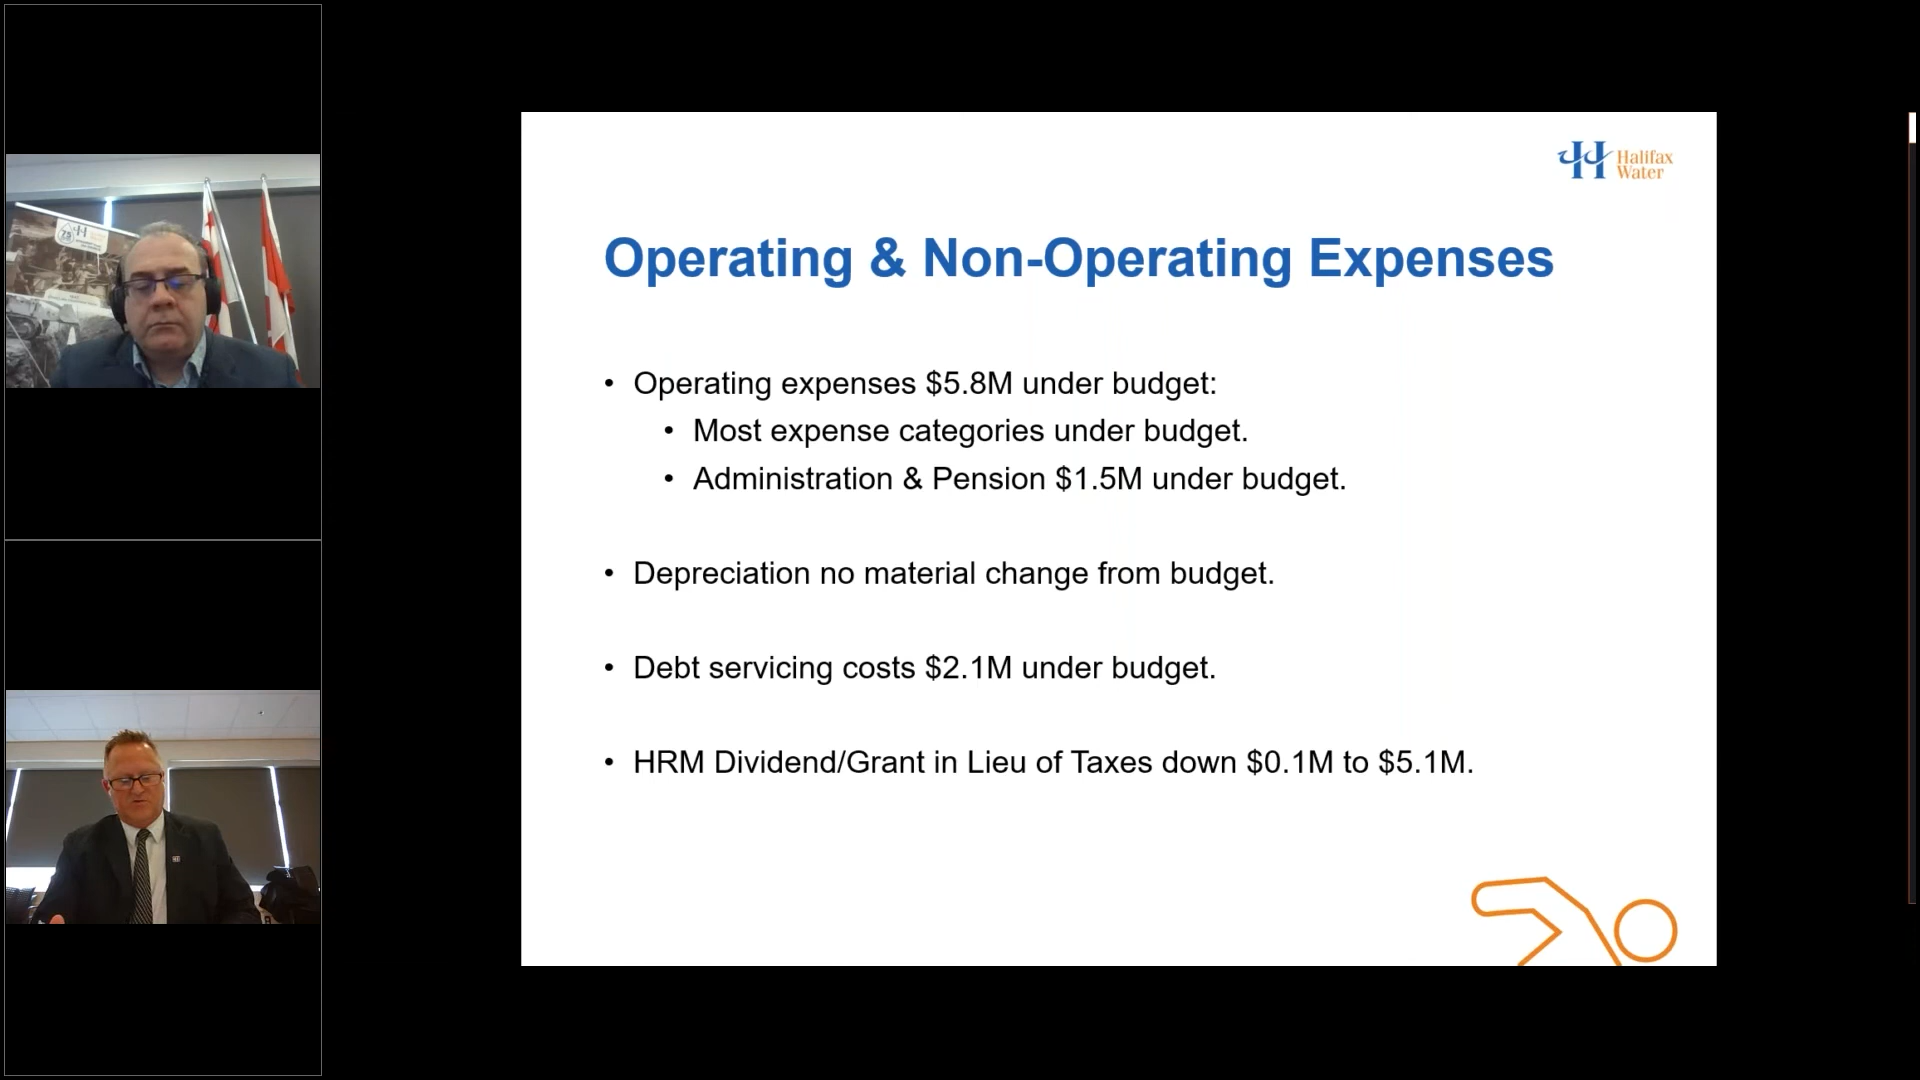 Halifax
Water
Operating & Non-Operating Expenses
• Operating expenses $5.8M under budget:
• Most expense categories under budget.
• Administration & Pension $1.5M under budget.
• Depreciation no material change from budget.
• Debt servicing costs $2.1M under budget.
• HRM Dividend/Grant in Lieu of Taxes down $0.1M to $5.1M.
75